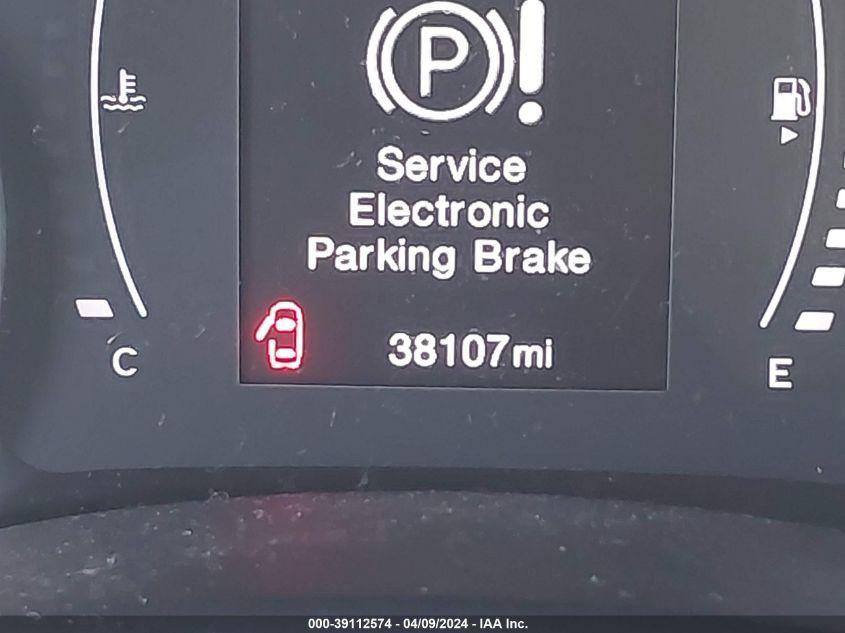 P!
Service
Electronic
Parking Brake
38107mi
C
E
000-39112574 - 04/09/2024 - IAA Inc.